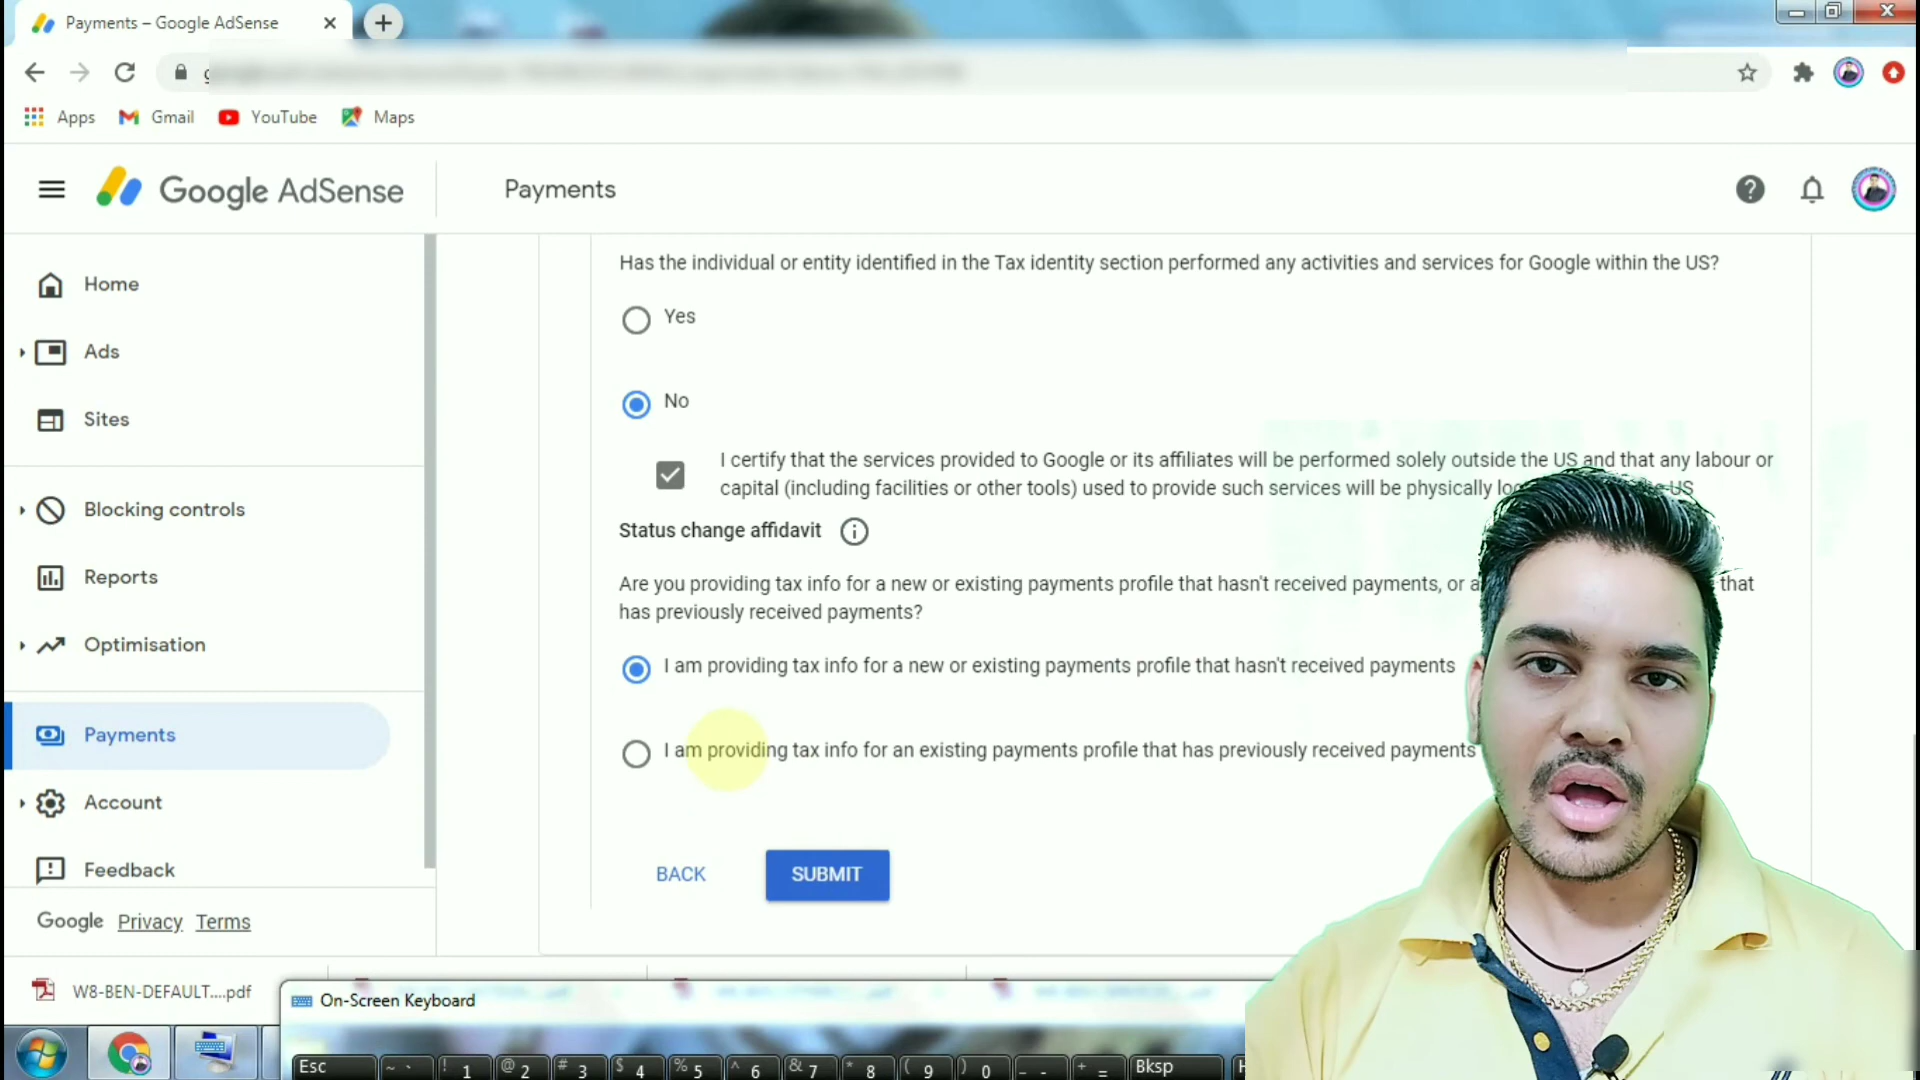 Payments – Google AdSense
Apps
Gmail
YouTube
Maps
Google AdSense
Payments
Home
Ads
Sites
Blocking controls
Reports
Optimisation
Payments
Account
Feedback
Google Privacy Terms
Has the individual or entity identified in the Tax identity section performed any activities and services for Google within the US?
Yes
No
I certify that the services provided to Google or its affiliates will be performed solely outside the US and that any labour or
capital (including facilities or other tools) used to provide such services will be physically US
Status change affidavit
Are you providing tax info for a new or existing payments profile that hasn't received payments, or that
has previously received payments?
I am providing tax info for a new or existing payments profile that hasn't received payments
I am providing tax info for an existing payments profile that has previously received payments
BACK
SUBMIT
W8-BEN-DEFAULT....pdf
On-Screen Keyboard
Esc ~ ` ! 1 @ 2 # 3 $ 4 % 5 ^ 6 & 7 * 8 ( 9 ) 0 _ - + = Bksp